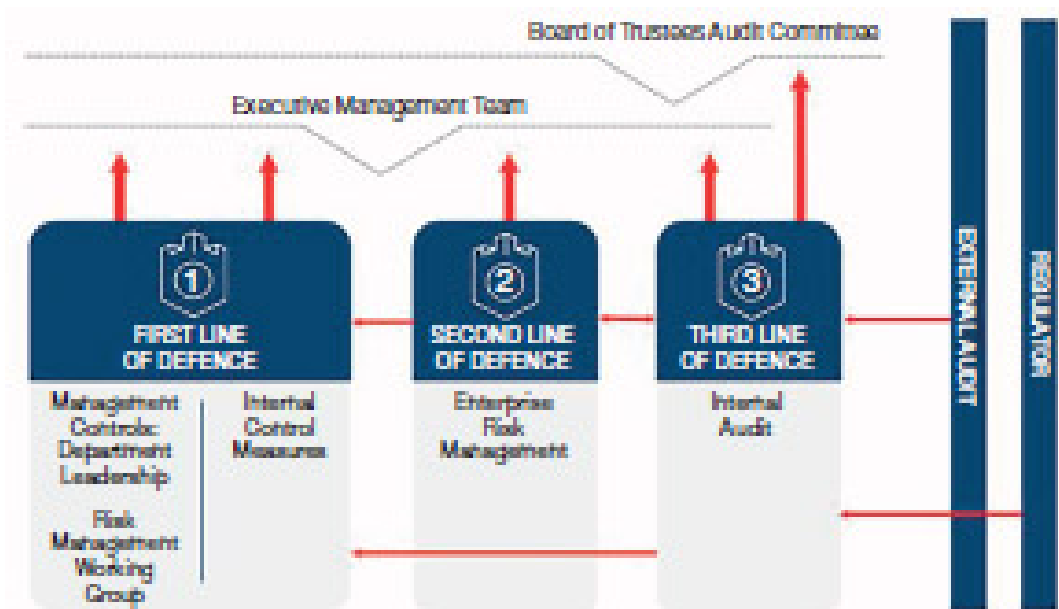 Board of Trustees Audit Committee
Executive Management Team
1
FIRST LINE
OF DEFENCE
2
SECOND LINE
OF DEFENCE
3
THIRD LINE
OF DEFENCE
Management
Controls:
Department
Leadership
Risk
Management
Working
Group
Internal
Control
Measures
Enterprise
Risk
Management
Internal
Audit
EXTERNAL AUDIT
REGULATOR